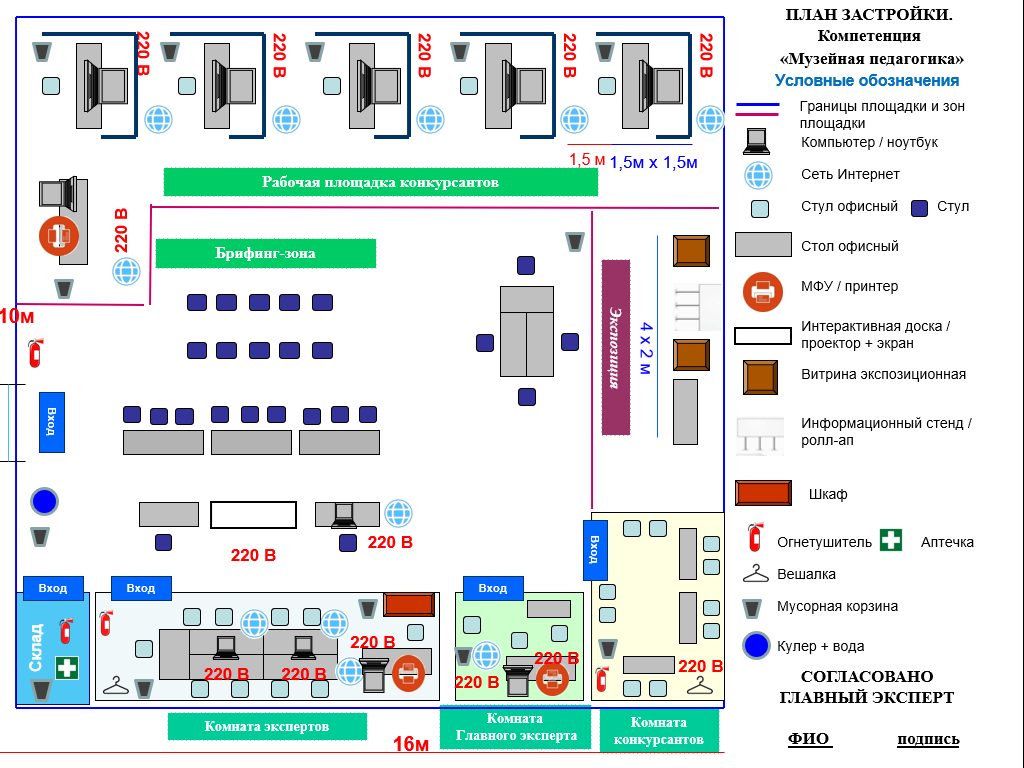 ПЛАН ЗАСТРОЙКИ.
Компетенция
«Музейная педагогика»
Условные обозначения
Границы площадки и зон
площадки
Компьютер / ноутбук
Сеть Интернет
Стул офисный
Стул
Стол офисный
МФУ / принтер
Интерактивная доска /
проектор + экран
Витрина экспозиционная
Информационный стенд /
ролл-ап
Шкаф
Огнетушитель
Аптечка
Вешалка
Мусорная корзина
Кулер + вода
СОГЛАСОВАНО
ГЛАВНЫЙ ЭКСПЕРТ
ФИО
подпись
220 В
220 В
220 В
220 В
220 В
1,5 м
1,5м х 1,5м
Рабочая площадка конкурсантов
220 В
Брифинг-зона
10м
Экспозиция
4 х 2 м
Вход
220 В
220 В
Вход
Вход
Вход
Вход
Склад
220 В
220 В
220 В
220 В
220 В
220 В
Комната экспертов
Комната
Главного эксперта
Комната
конкурсантов
16м